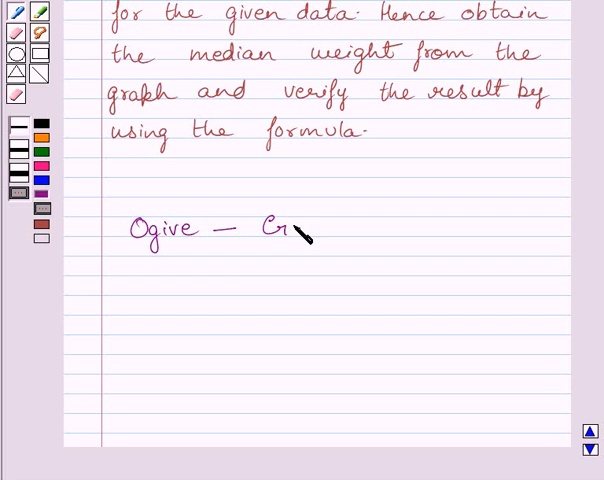 for the given data. Hence obtain
the median weight from the
graph and verify the result by
using the formula.
Ogive - Gr